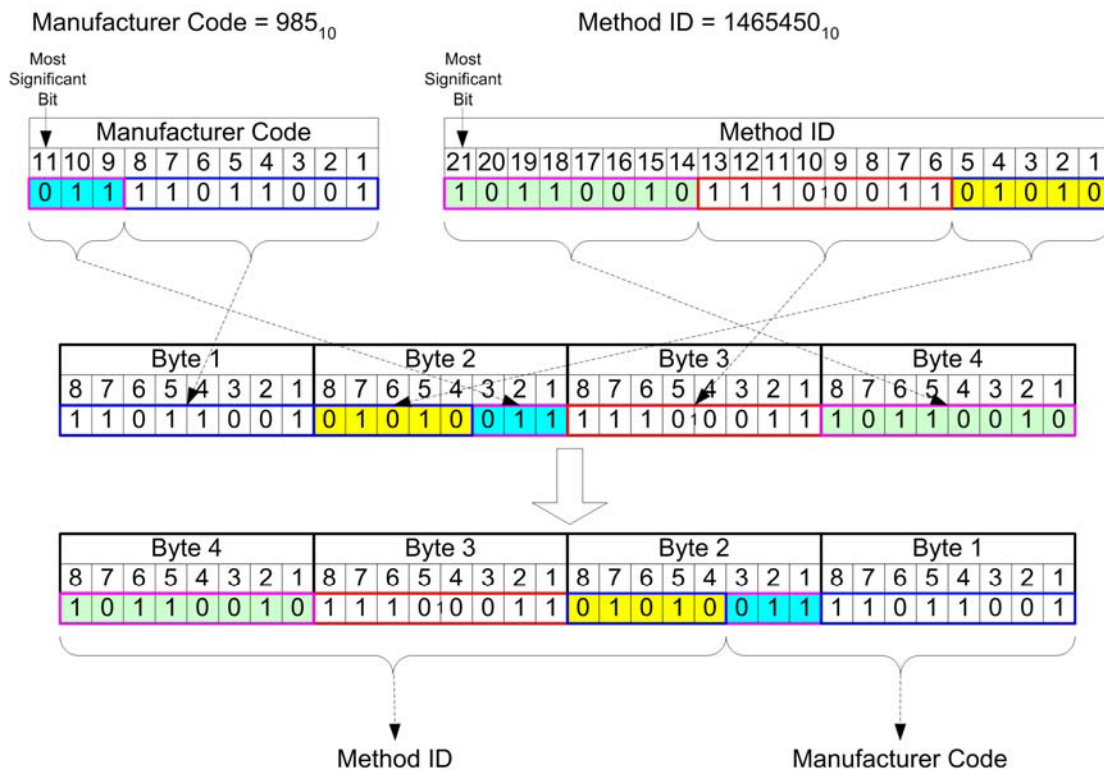 Manufacturer Code = 985₁₀ Method ID = 1465450₁₀
Most
Significant
Bit
Most
Significant
Bit
Manufacturer Code
11 10 9 8 7 6 5 4 3 2 1
0 1 1 1 1 0 1 1 0 0 1
Method ID
21 20 19 18 17 16 15 14 13 12 11 10 9 8 7 6 5 4 3 2 1
1 0 1 1 0 0 1 0 1 1 1 0 1 0 0 1 1 0 1 0 1 0
Byte 1 Byte 2 Byte 3 Byte 4
8 7 6 5 4 3 2 1 8 7 6 5 4 3 2 1 8 7 6 5 4 3 2 1 8 7 6 5 4 3 2 1
1 1 0 1 1 0 0 1 0 1 0 1 0 0 1 1 1 1 1 0 1 0 0 1 1 1 0 1 1 0 0 1 0
Byte 4 Byte 3 Byte 2 Byte 1
8 7 6 5 4 3 2 1 8 7 6 5 4 3 2 1 8 7 6 5 4 3 2 1 8 7 6 5 4 3 2 1
1 0 1 1 0 0 1 0 1 1 1 0 1 0 0 1 1 0 1 0 1 0 0 1 1 1 1 0 1 1 0 0 1
Method ID Manufacturer Code